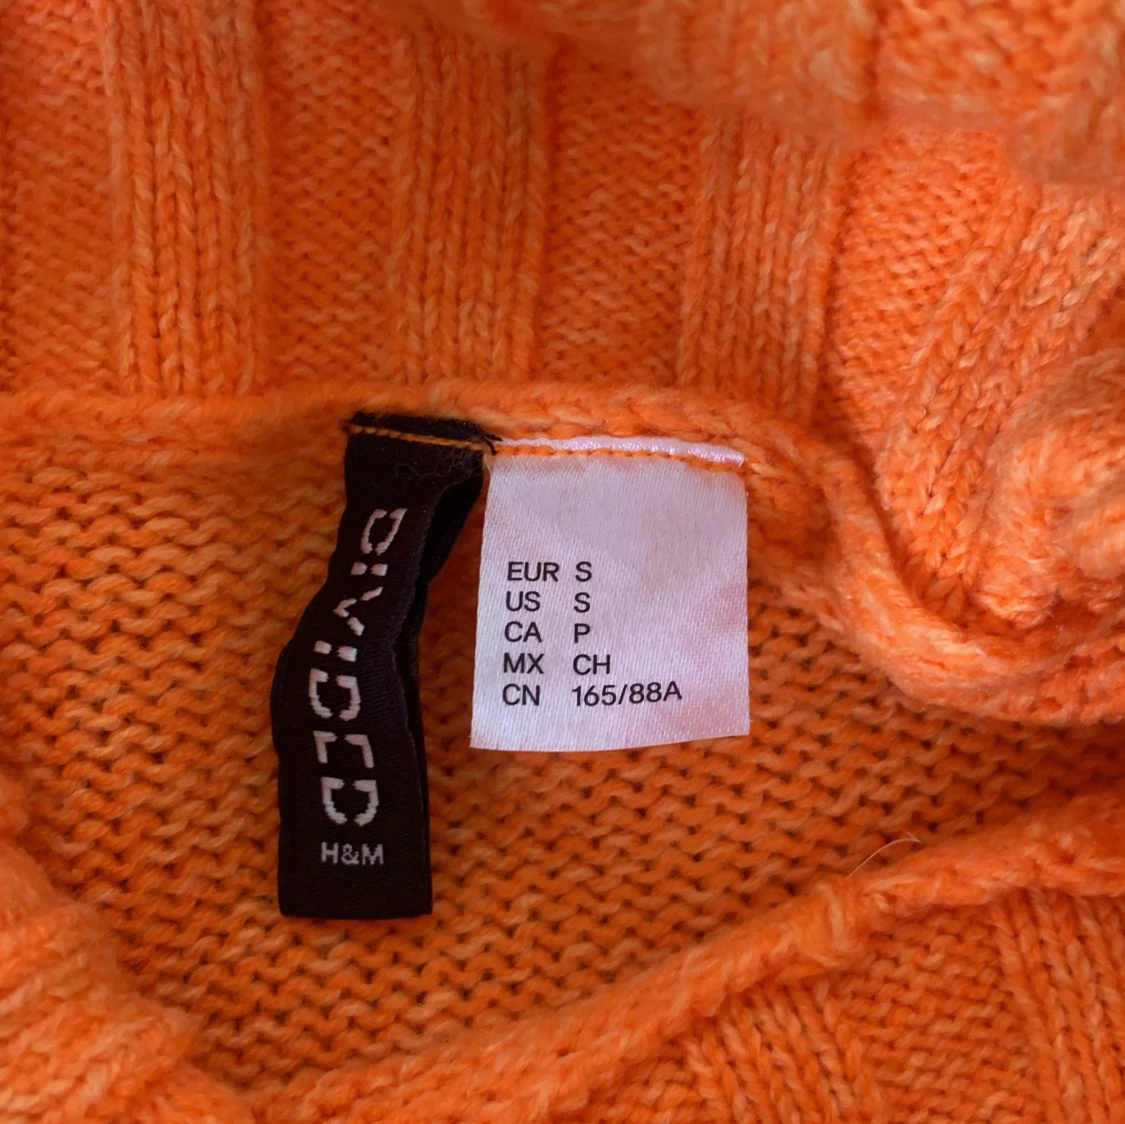 DIVIDED
H&M
EUR S
US S
CA P
MX CH
CN 165/88A